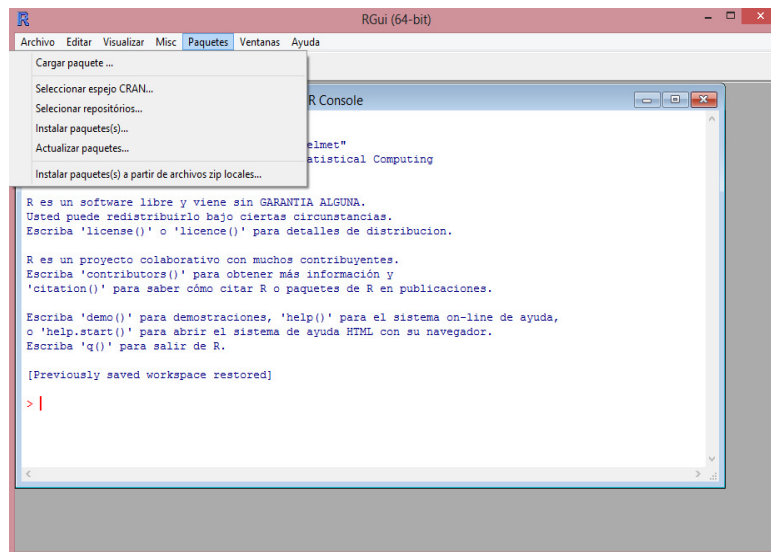 RGui (64-bit)
Archivo Editar Visualizar Misc Paquetes Ventanas Ayuda
Cargar paquete ...
Seleccionar espejo CRAN...
Selecionar repositórios...
Instalar paquetes(s)...
Actualizar paquetes...
Instalar paquetes(s) a partir de archivos zip locales...
R Console
elmet"
atistical Computing
R es un software libre y viene sin GARANTIA ALGUNA.
Usted puede redistribuirlo bajo ciertas circunstancias.
Escriba 'license()' o 'licence()' para detalles de distribucion.
R es un proyecto colaborativo con muchos contribuyentes.
Escriba 'contributors()' para obtener más información y
'citation()' para saber cómo citar R o paquetes de R en publicaciones.
Escriba 'demo()' para demostraciones, 'help()' para el sistema on-line de ayuda,
o 'help.start()' para abrir el sistema de ayuda HTML con su navegador.
Escriba 'q()' para salir de R.
[Previously saved workspace restored]
>